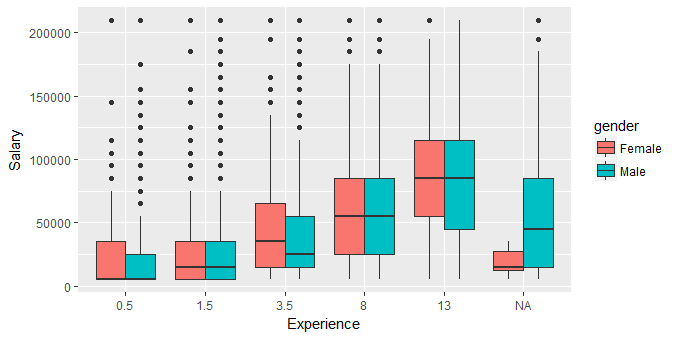 200000
150000
100000
50000
0
Salary
0.5 1.5 3.5 8 13 NA
Experience
gender
Female
Male